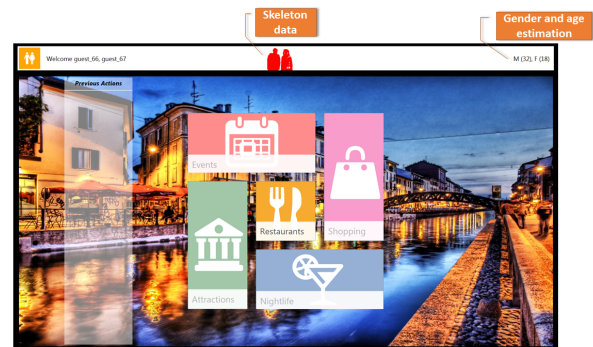 Skeleton
data
Gender and age
estimation
Welcome guest_66, guest_67
M (32), F (18)
Previous Actions
Events
Restaurants
Shopping
Attractions
Nightlife